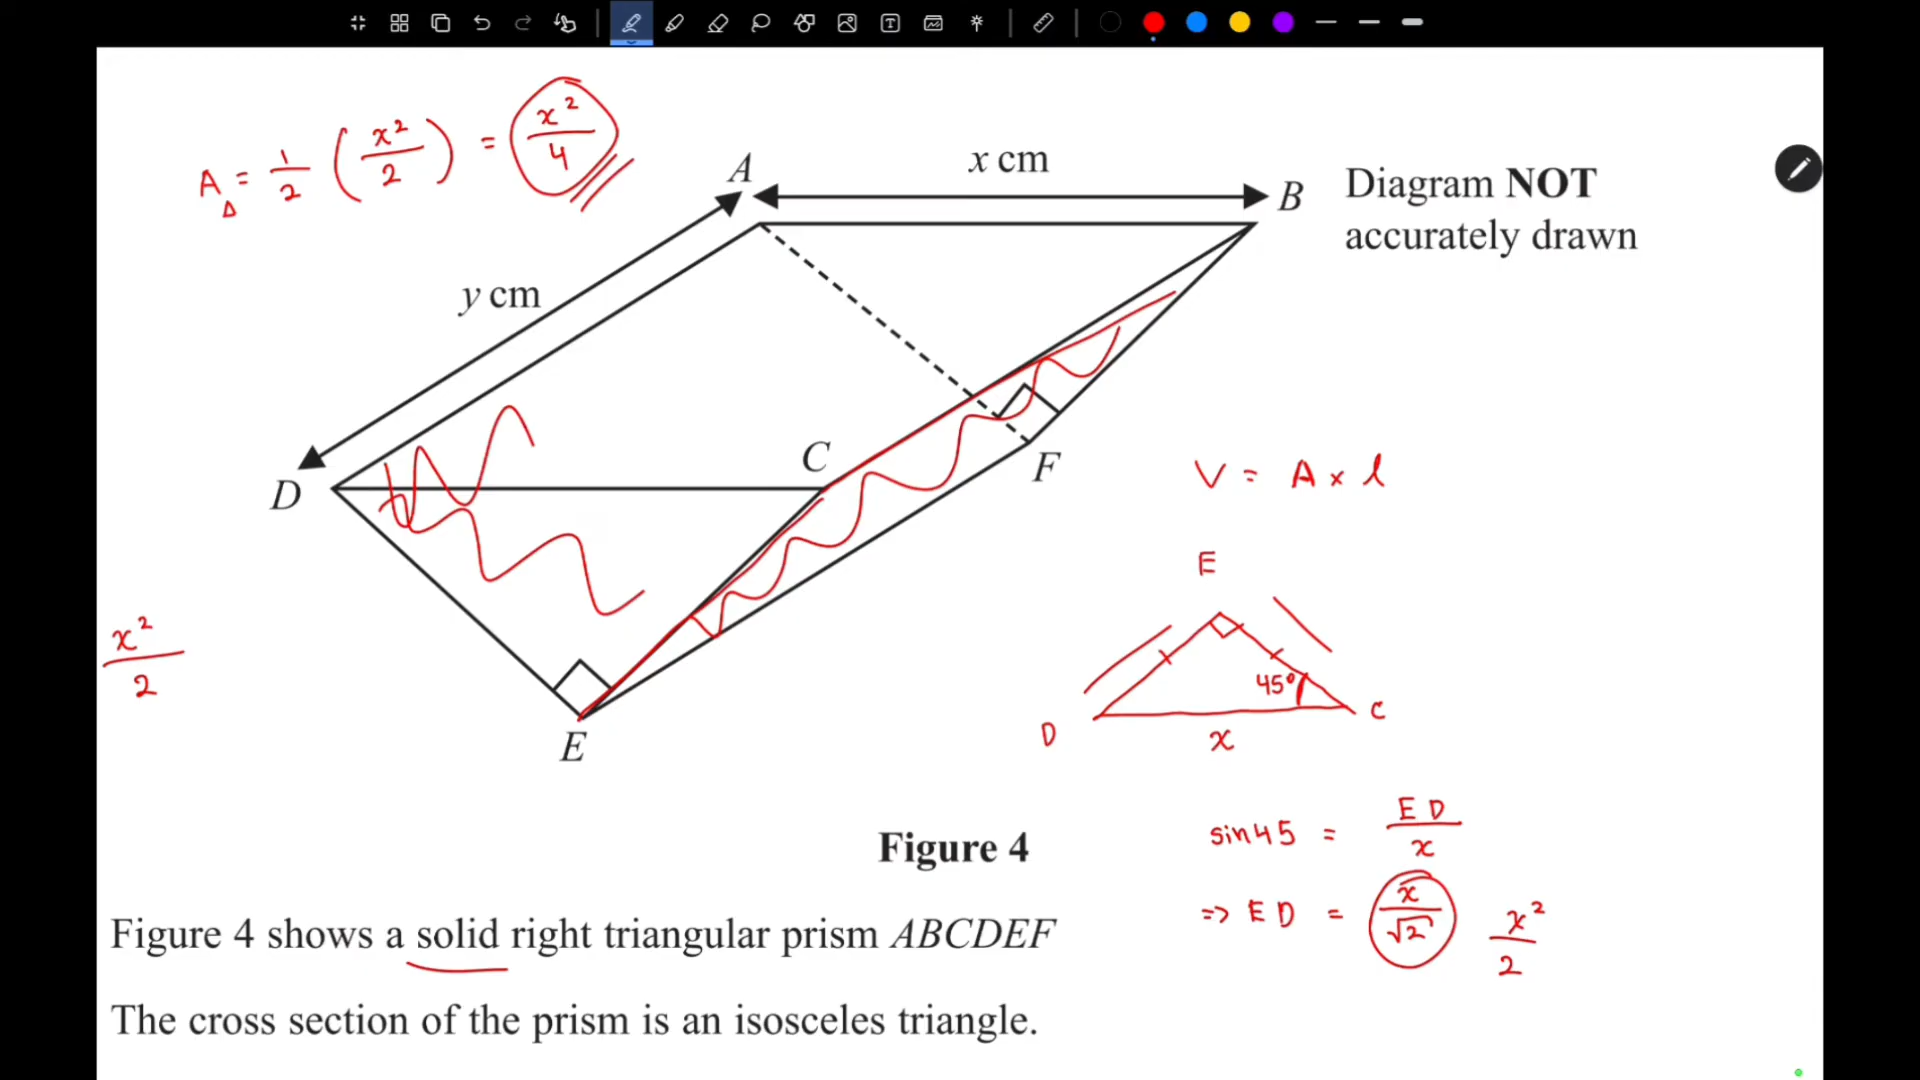 A△ = 1/2 (x²/2) = x²/4
A
x cm
B
Diagram NOT
accurately drawn
y cm
C
D
F
V = A × l
E
x²/2
45°
D
C
x
E
sin45 = ED/x
Figure 4
⇒ ED = x/√2
x²/2
Figure 4 shows a solid right triangular prism ABCDEF
The cross section of the prism is an isosceles triangle.